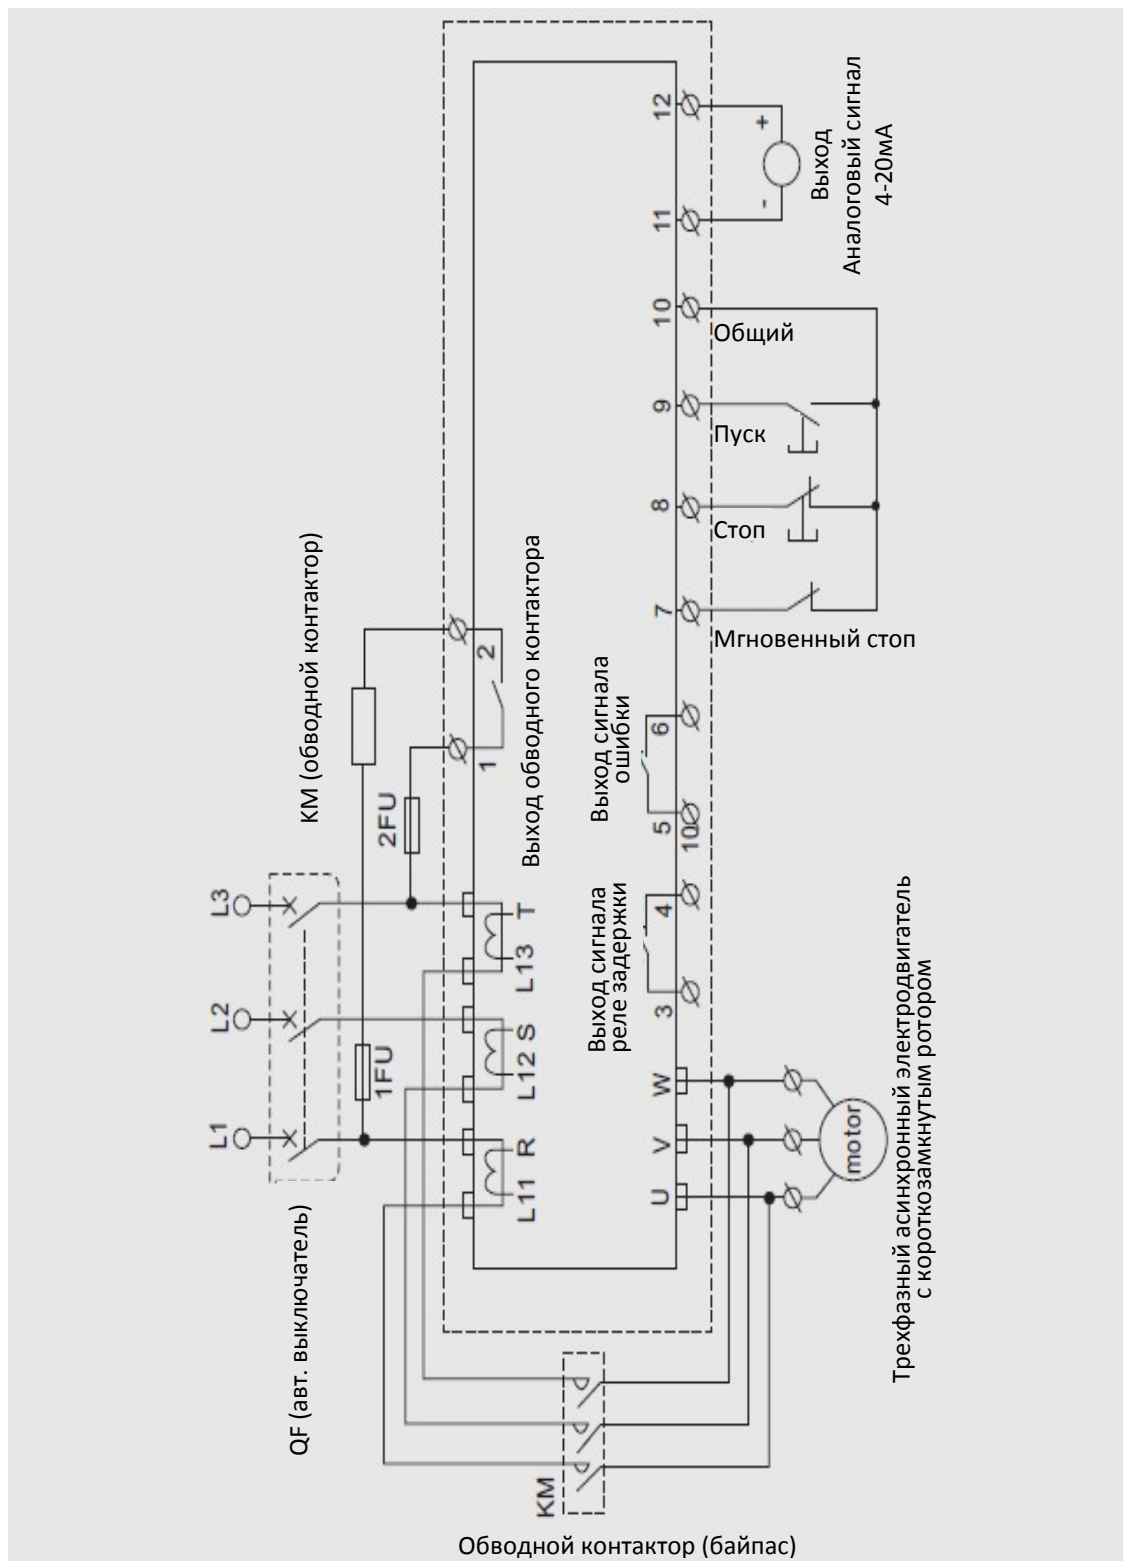 12
+
Выход
Аналоговый сигнал
4-20мА
-
11
10
Общий
9
Пуск
8
Стоп
7
Мгновенный стоп
КМ (обводной контактор)
2
1
Выход обводного контактора
2FU
Выход сигнала
ошибки
6
5
10
L3
L2
L1
1FU
T
L13
S
L12
R
L11
Выход сигнала
реле задержки
4
3
W
V
U
motor
Трехфазный асинхронный электродвигатель
с короткозамкнутым ротором
QF (авт. выключатель)
KM
Обводной контактор (байпас)